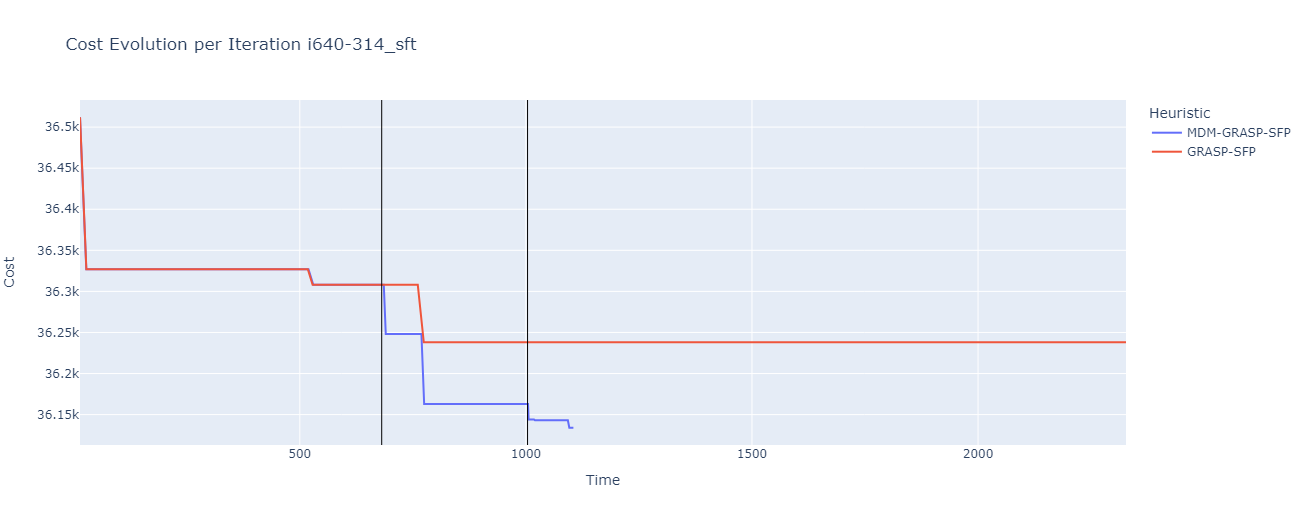 Cost Evolution per Iteration i640-314_sft
Heuristic
MDM-GRASP-SFP
GRASP-SFP
36.5k
36.45k
36.4k
36.35k
36.3k
36.25k
36.2k
36.15k
Cost
500
1000
1500
2000
Time